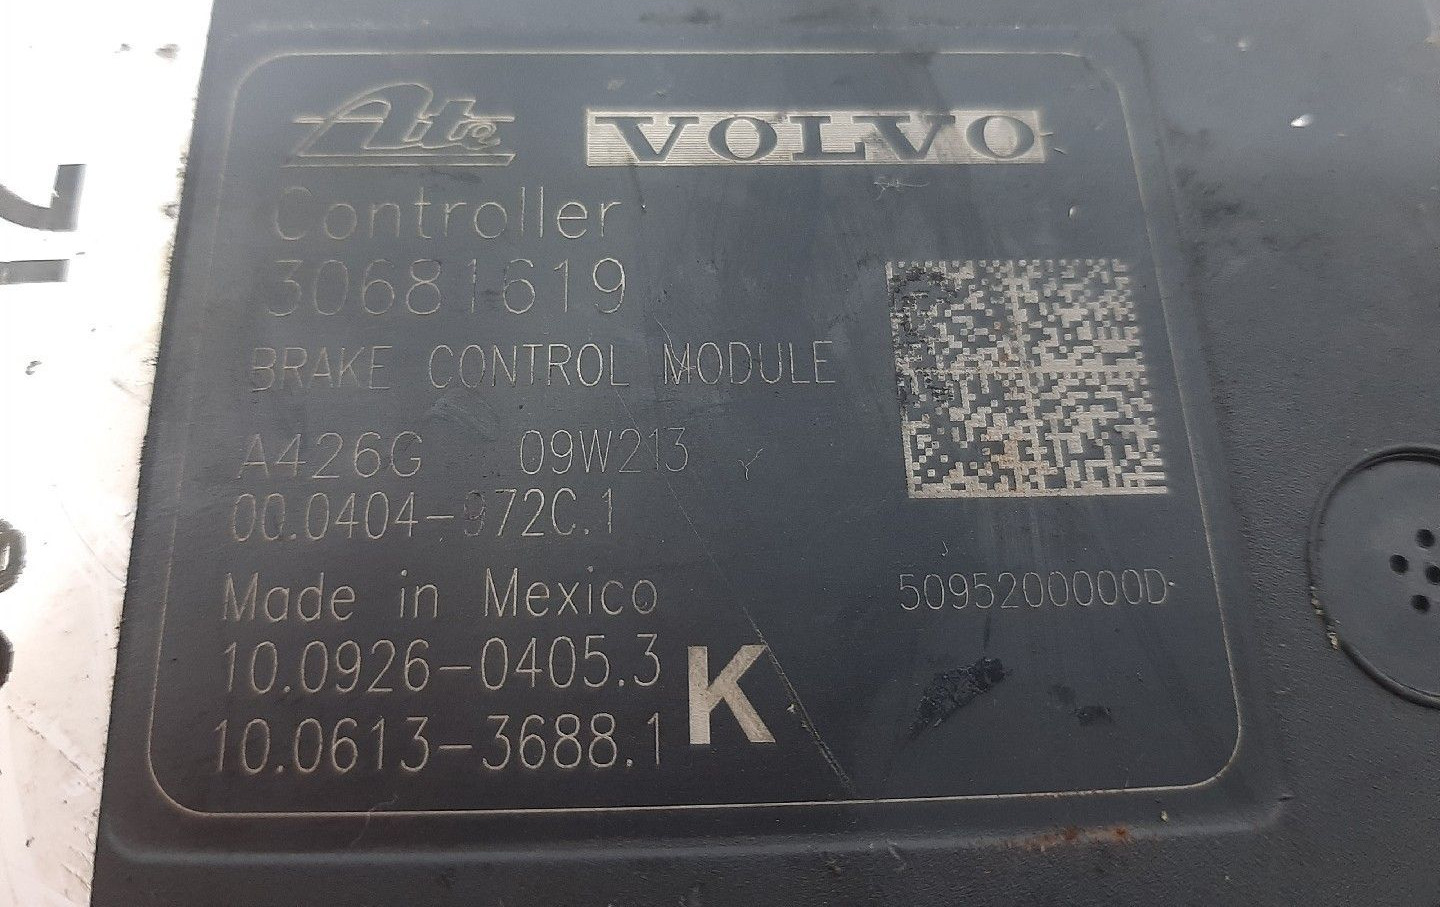 Ate VOLVO
Controller
30681619
BRAKE CONTROL MODULE
A426G 09W213
00.0404-972C.1
Made in Mexico
5095200000D
10.0926-0405.3
10.0613-3688.1
K